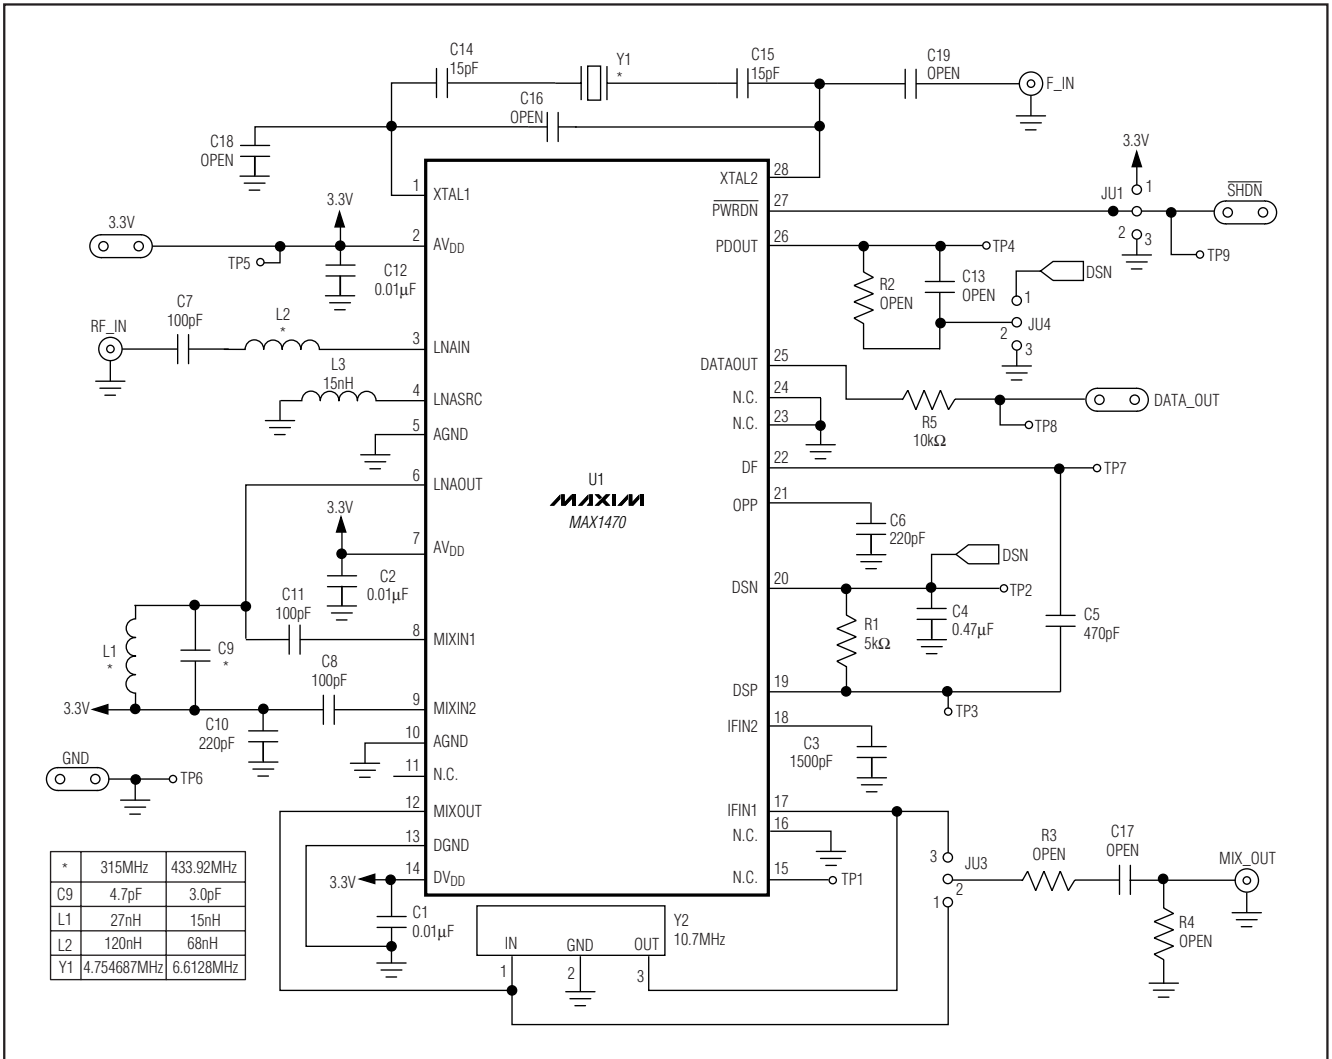 C14
15pF
Y1
*
C15
15pF
C19
OPEN
F_IN
C16
OPEN
C18
OPEN
3.3V
JU1
1
2
3
SHDN
TP9
U1
MAXIM
MAX1470
1
XTAL1
2
AVDD
3
LNAIN
4
LNASRC
5
AGND
6
LNAOUT
7
AVDD
8
MIXIN1
9
MIXIN2
10
AGND
11
N.C.
12
MIXOUT
13
DGND
14
DVDD
XTAL2
28
PWRDN
27
PDOUT
26
DATAOUT
25
N.C.
24
N.C.
23
DF
22
OPP
21
DSN
20
DSP
19
IFIN2
18
IFIN1
17
N.C.
16
N.C.
15
3.3V
3.3V
TP5
C12
0.01µF
RF_IN
C7
100pF
L2
*
L3
15nH
3.3V
C2
0.01µF
C11
100pF
L1
*
C9
*
C8
100pF
3.3V
C10
220pF
GND
TP6
3.3V
C1
0.01µF
TP4
R2
OPEN
C13
OPEN
DSN
1
JU4
2
3
R5
10kΩ
DATA_OUT
TP8
TP7
C6
220pF
DSN
TP2
R1
5kΩ
C4
0.47µF
C5
470pF
TP3
C3
1500pF
TP1
3
JU3
2
1
R3
OPEN
C17
OPEN
MIX_OUT
R4
OPEN
Y2
10.7MHz
IN
GND
OUT
1
2
3
* 315MHz 433.92MHz
C9 4.7pF 3.0pF
L1 27nH 15nH
L2 120nH 68nH
Y1 4.754687MHz 6.6128MHz